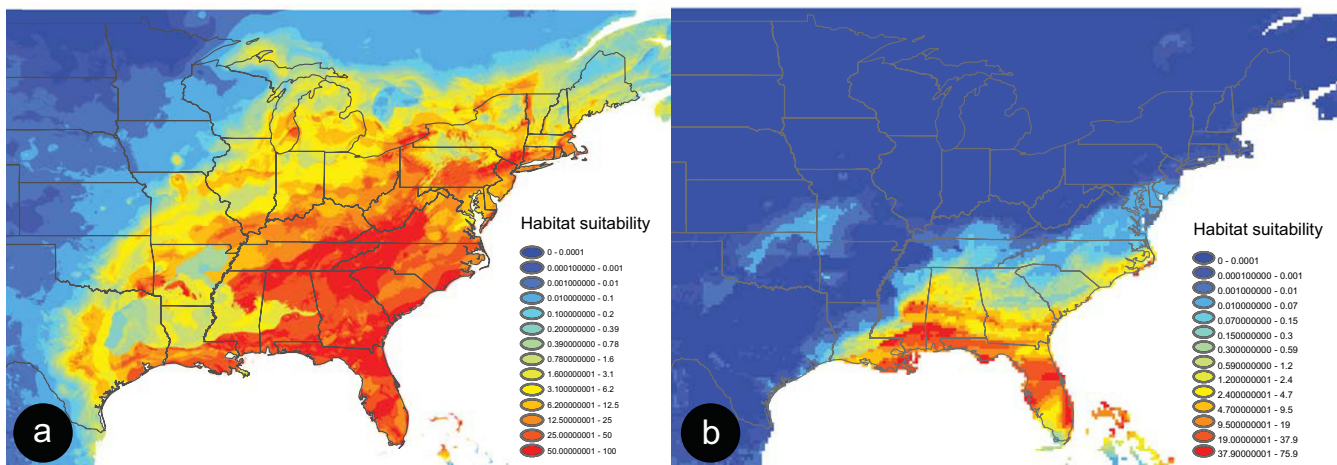 Habitat suitability
0 - 0.0001
0.000100000 - 0.001
0.001000000 - 0.01
0.010000000 - 0.1
0.100000000 - 0.2
0.200000000 - 0.39
0.390000000 - 0.78
0.780000000 - 1.6
1.600000001 - 3.1
3.100000001 - 6.2
6.200000001 - 12.5
12.50000001 - 25
25.00000001 - 50
50.00000001 - 100
a
Habitat suitability
0 - 0.0001
0.000100000 - 0.001
0.001000000 - 0.01
0.010000000 - 0.07
0.070000000 - 0.15
0.150000000 - 0.3
0.300000000 - 0.59
0.590000000 - 1.2
1.200000001 - 2.4
2.400000001 - 4.7
4.700000001 - 9.5
9.500000001 - 19
19.00000001 - 37.9
37.90000001 - 75.9
b